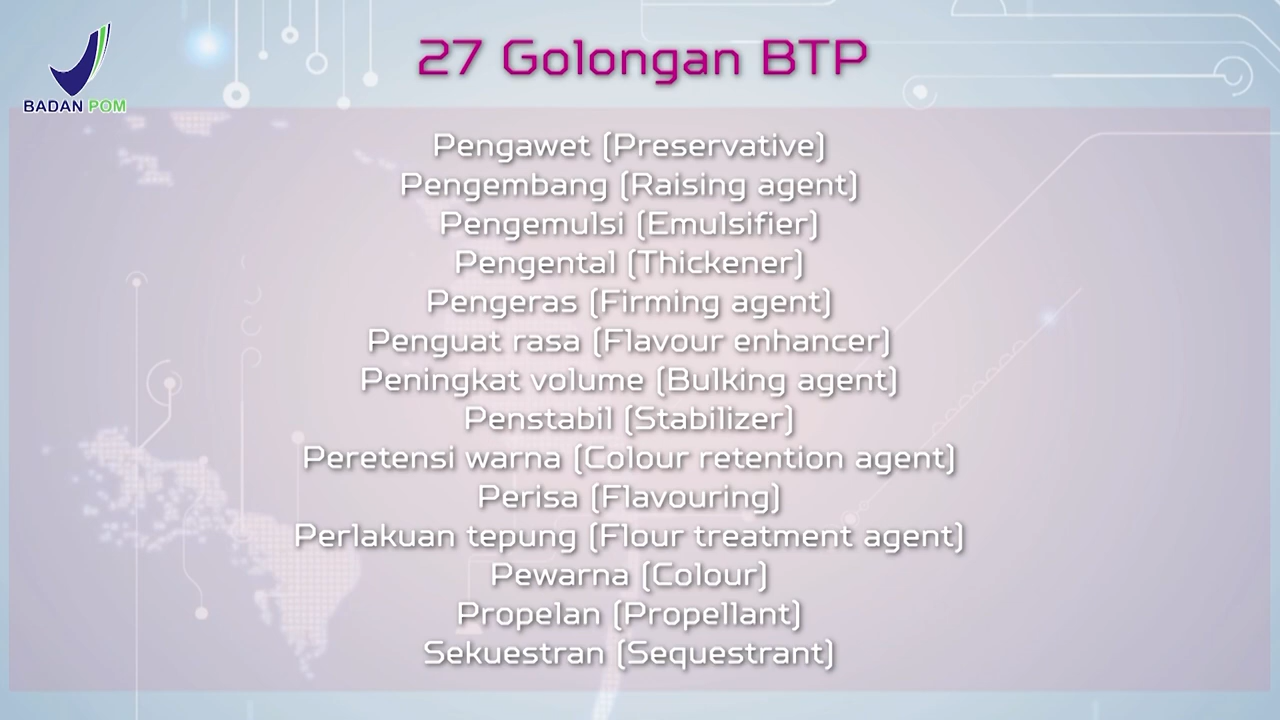 BADAN POM
27 Golongan BTP
Pengawet (Preservative)
Pengembang (Raising agent)
Pengemulsi (Emulsifier)
Pengental (Thickener)
Pengeras (Firming agent)
Penguat rasa (Flavour enhancer)
Peningkat volume (Bulking agent)
Penstabil (Stabilizer)
Peretensi warna (Colour retention agent)
Perisa (Flavouring)
Perlakuan tepung (Flour treatment agent)
Pewarna (Colour)
Propelan (Propellant)
Sekuestran (Sequestrant)